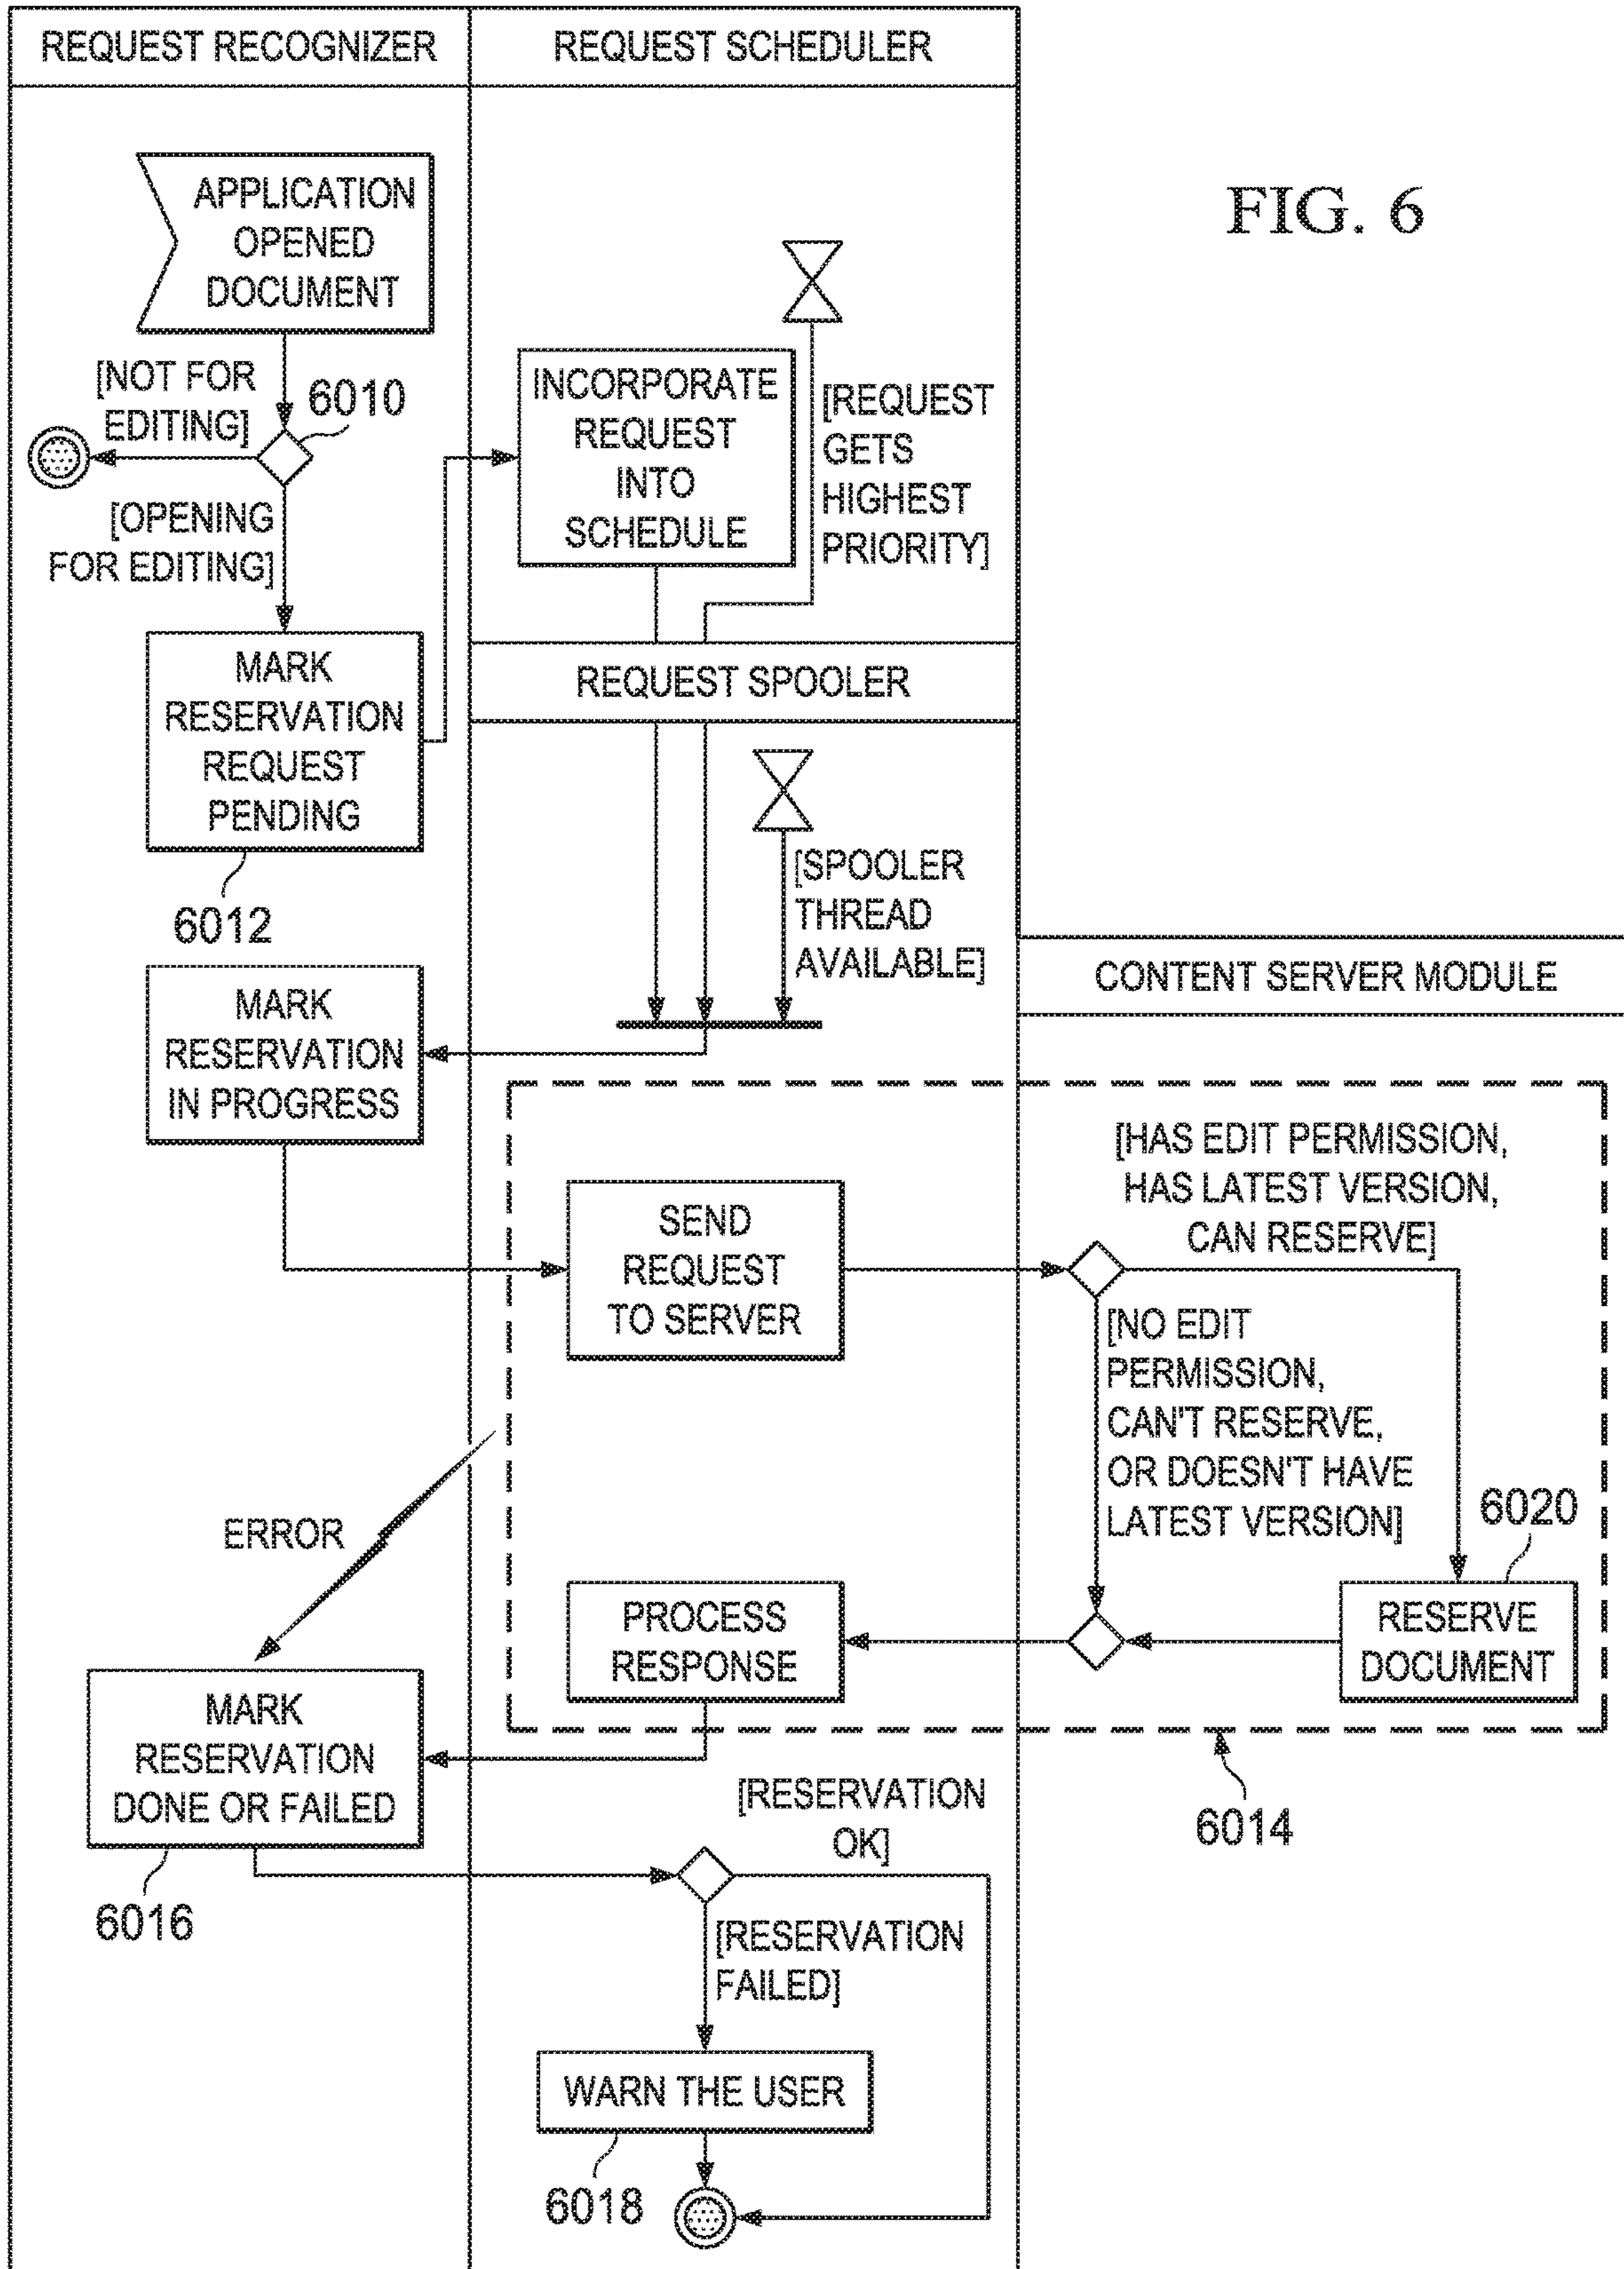 REQUEST RECOGNIZER
REQUEST SCHEDULER
FIG. 6
APPLICATION
OPENED
DOCUMENT
[NOT FOR
EDITING]
6010
[OPENING
FOR EDITING]
INCORPORATE
REQUEST
INTO
SCHEDULE
[REQUEST
GETS
HIGHEST
PRIORITY]
MARK
RESERVATION
REQUEST
PENDING
6012
REQUEST SPOOLER
[SPOOLER
THREAD
AVAILABLE]
CONTENT SERVER MODULE
MARK
RESERVATION
IN PROGRESS
SEND
REQUEST
TO SERVER
[HAS EDIT PERMISSION,
HAS LATEST VERSION,
CAN RESERVE]
[NO EDIT
PERMISSION,
CAN'T RESERVE,
OR DOESN'T HAVE
LATEST VERSION]
6020
ERROR
PROCESS
RESPONSE
RESERVE
DOCUMENT
MARK
RESERVATION
DONE OR FAILED
6016
6014
[RESERVATION
OK]
[RESERVATION
FAILED]
WARN THE USER
6018